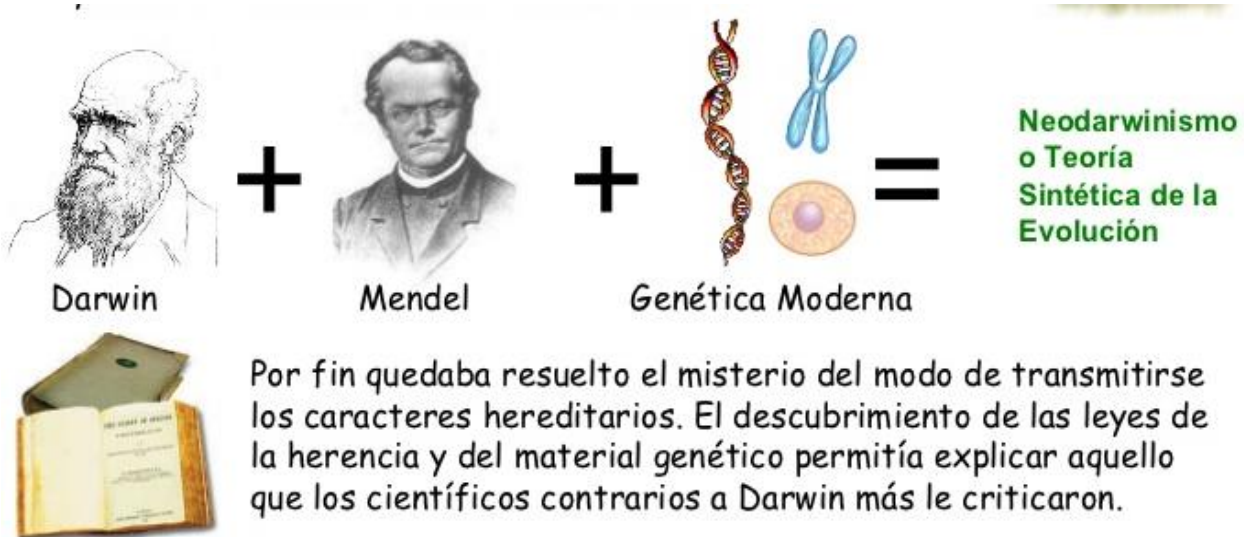 Neodarwinismo
o Teoría
Sintética de la
Evolución
Darwin
Mendel
Genética Moderna
Por fin quedaba resuelto el misterio del modo de transmitirse
los caracteres hereditarios. El descubrimiento de las leyes de
la herencia y del material genético permitía explicar aquello
que los científicos contrarios a Darwin más le criticaron.